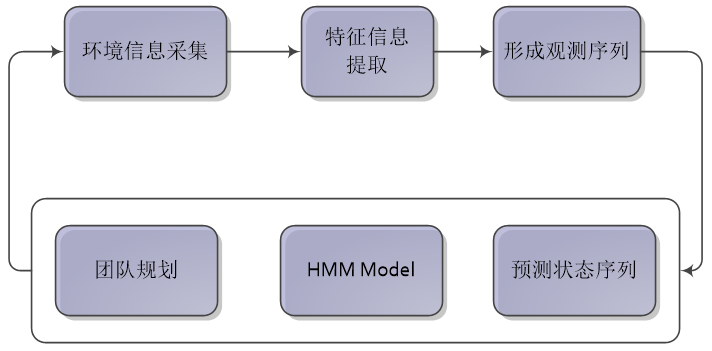 环境信息采集
特征信息
提取
形成观测序列
团队规划
HMM Model
预测状态序列